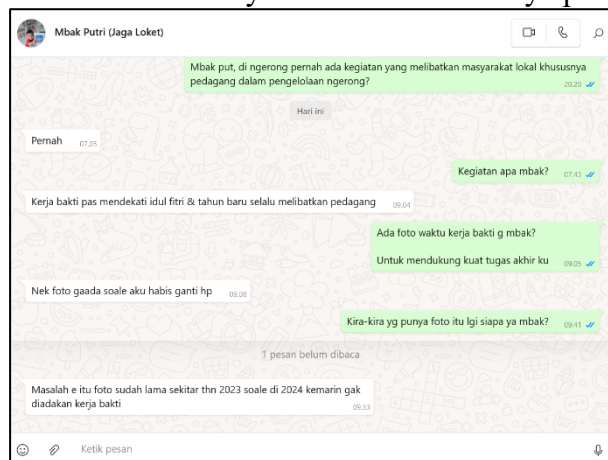 Mbak Putri (Jaga Loket)
Mbak put, di ngerong pernah ada kegiatan yang melibatkan masyarakat lokal khususnya
pedagang dalam pengelolaan ngerong?
20.28
Hari ini
Pernah
07.05
Kegiatan apa mbak?
07.43
Kerja bakti pas mendekati idul fitri & tahun baru selalu melibatkan pedagang
09.04
Ada foto waktu kerja bakti g mbak?
Untuk mendukung kuat tugas akhir ku
09.05
Nek foto gaada soale aku habis ganti hp
09.08
Kira-kira yg punya foto itu lgi siapa ya mbak?
09.41
1 pesan belum dibaca
Masalah e itu foto sudah lama sekitar thn 2023 soale di 2024 kemarin gak
diadakan kerja bakti
09.53
Ketik pesan